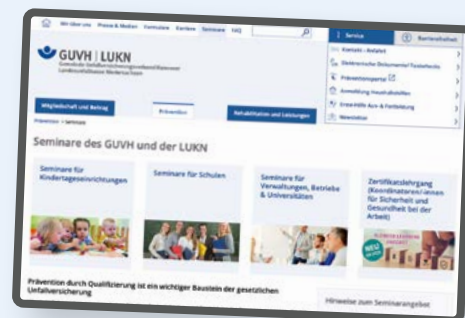 Wir über uns Presse & Medien Formulare Karriere Seminare FAQ
Service
Barrierefreiheit
Kontakt - Anfahrt
Elektronische Dokumente/
Präventionsportal
Anmeldung Haushaltshilfen
Erste-Hilfe Aus- & Fortbildung
Newsletter
GUVH | LUKN
Gemeinde-Unfallversicherungsverband Hannover
Landesunfallkasse Niedersachsen
Mitgliedschaft und Beitrag
Prävention
Rehabilitation und Leistungen
Prävention > Seminare
Seminare des GUVH und der LUKN
Seminare für
Kindertageseinrichtungen
Seminare für Schulen
Seminare für
Verwaltungen, Betriebe
& Universitäten
Zertifikatslehrgang
(Koordinatoren/-innen
für Sicherheit und
Gesundheit bei der
Arbeit)
NEU
Prävention durch Qualifizierung ist ein wichtiger Baustein der gesetzlichen
Unfallversicherung
Hinweise zum Seminarangebot